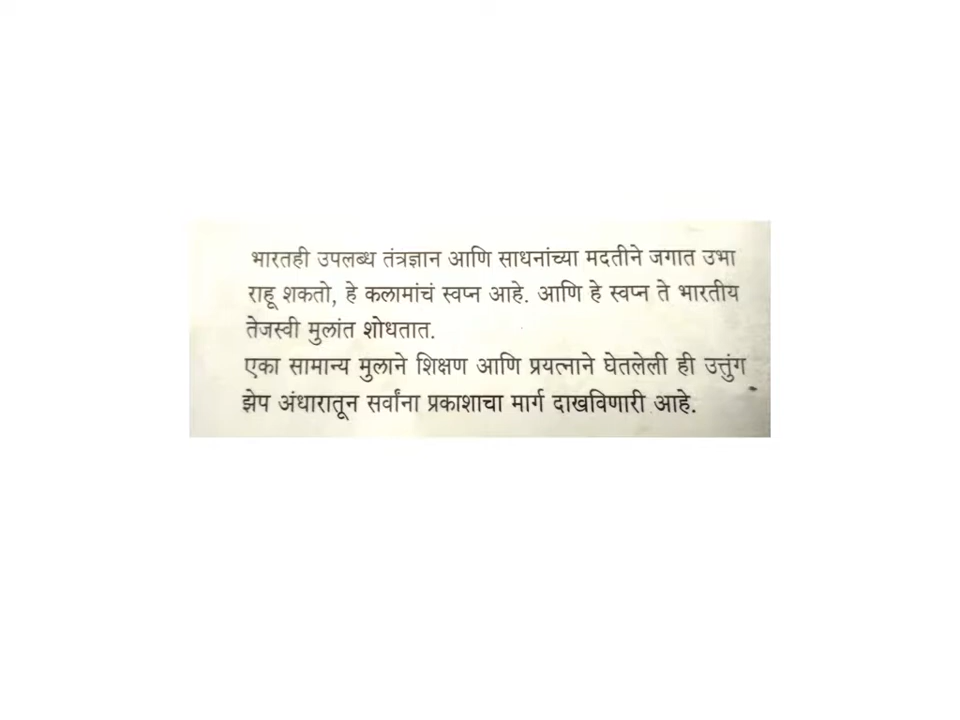 भारतही उपलब्ध तंत्रज्ञान आणि साधनांच्या मदतीने जगात उभा
राहू शकतो, हे कलामांचं स्वप्न आहे. आणि हे स्वप्न ते भारतीय
तेजस्वी मुलांत शोधतात.
एका सामान्य मुलाने शिक्षण आणि प्रयत्नाने घेतलेली ही उत्तुंग
झेप अंधारातून सर्वांना प्रकाशाचा मार्ग दाखविणारी आहे.